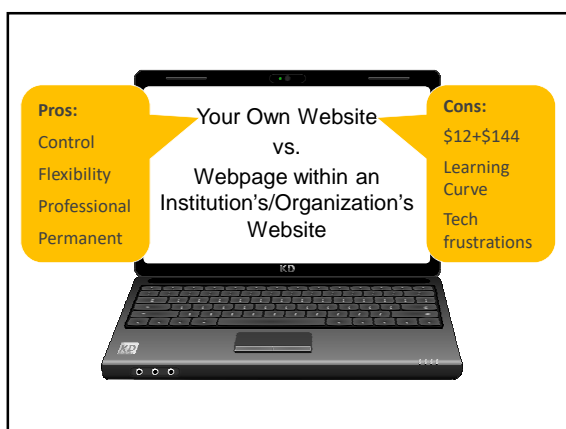 Pros:
Control
Flexibility
Professional
Permanent
Your Own Website
vs.
Webpage within an
Institution's/Organization's
Website
Cons:
$12+$144
Learning
Curve
Tech
frustrations
KD
KD